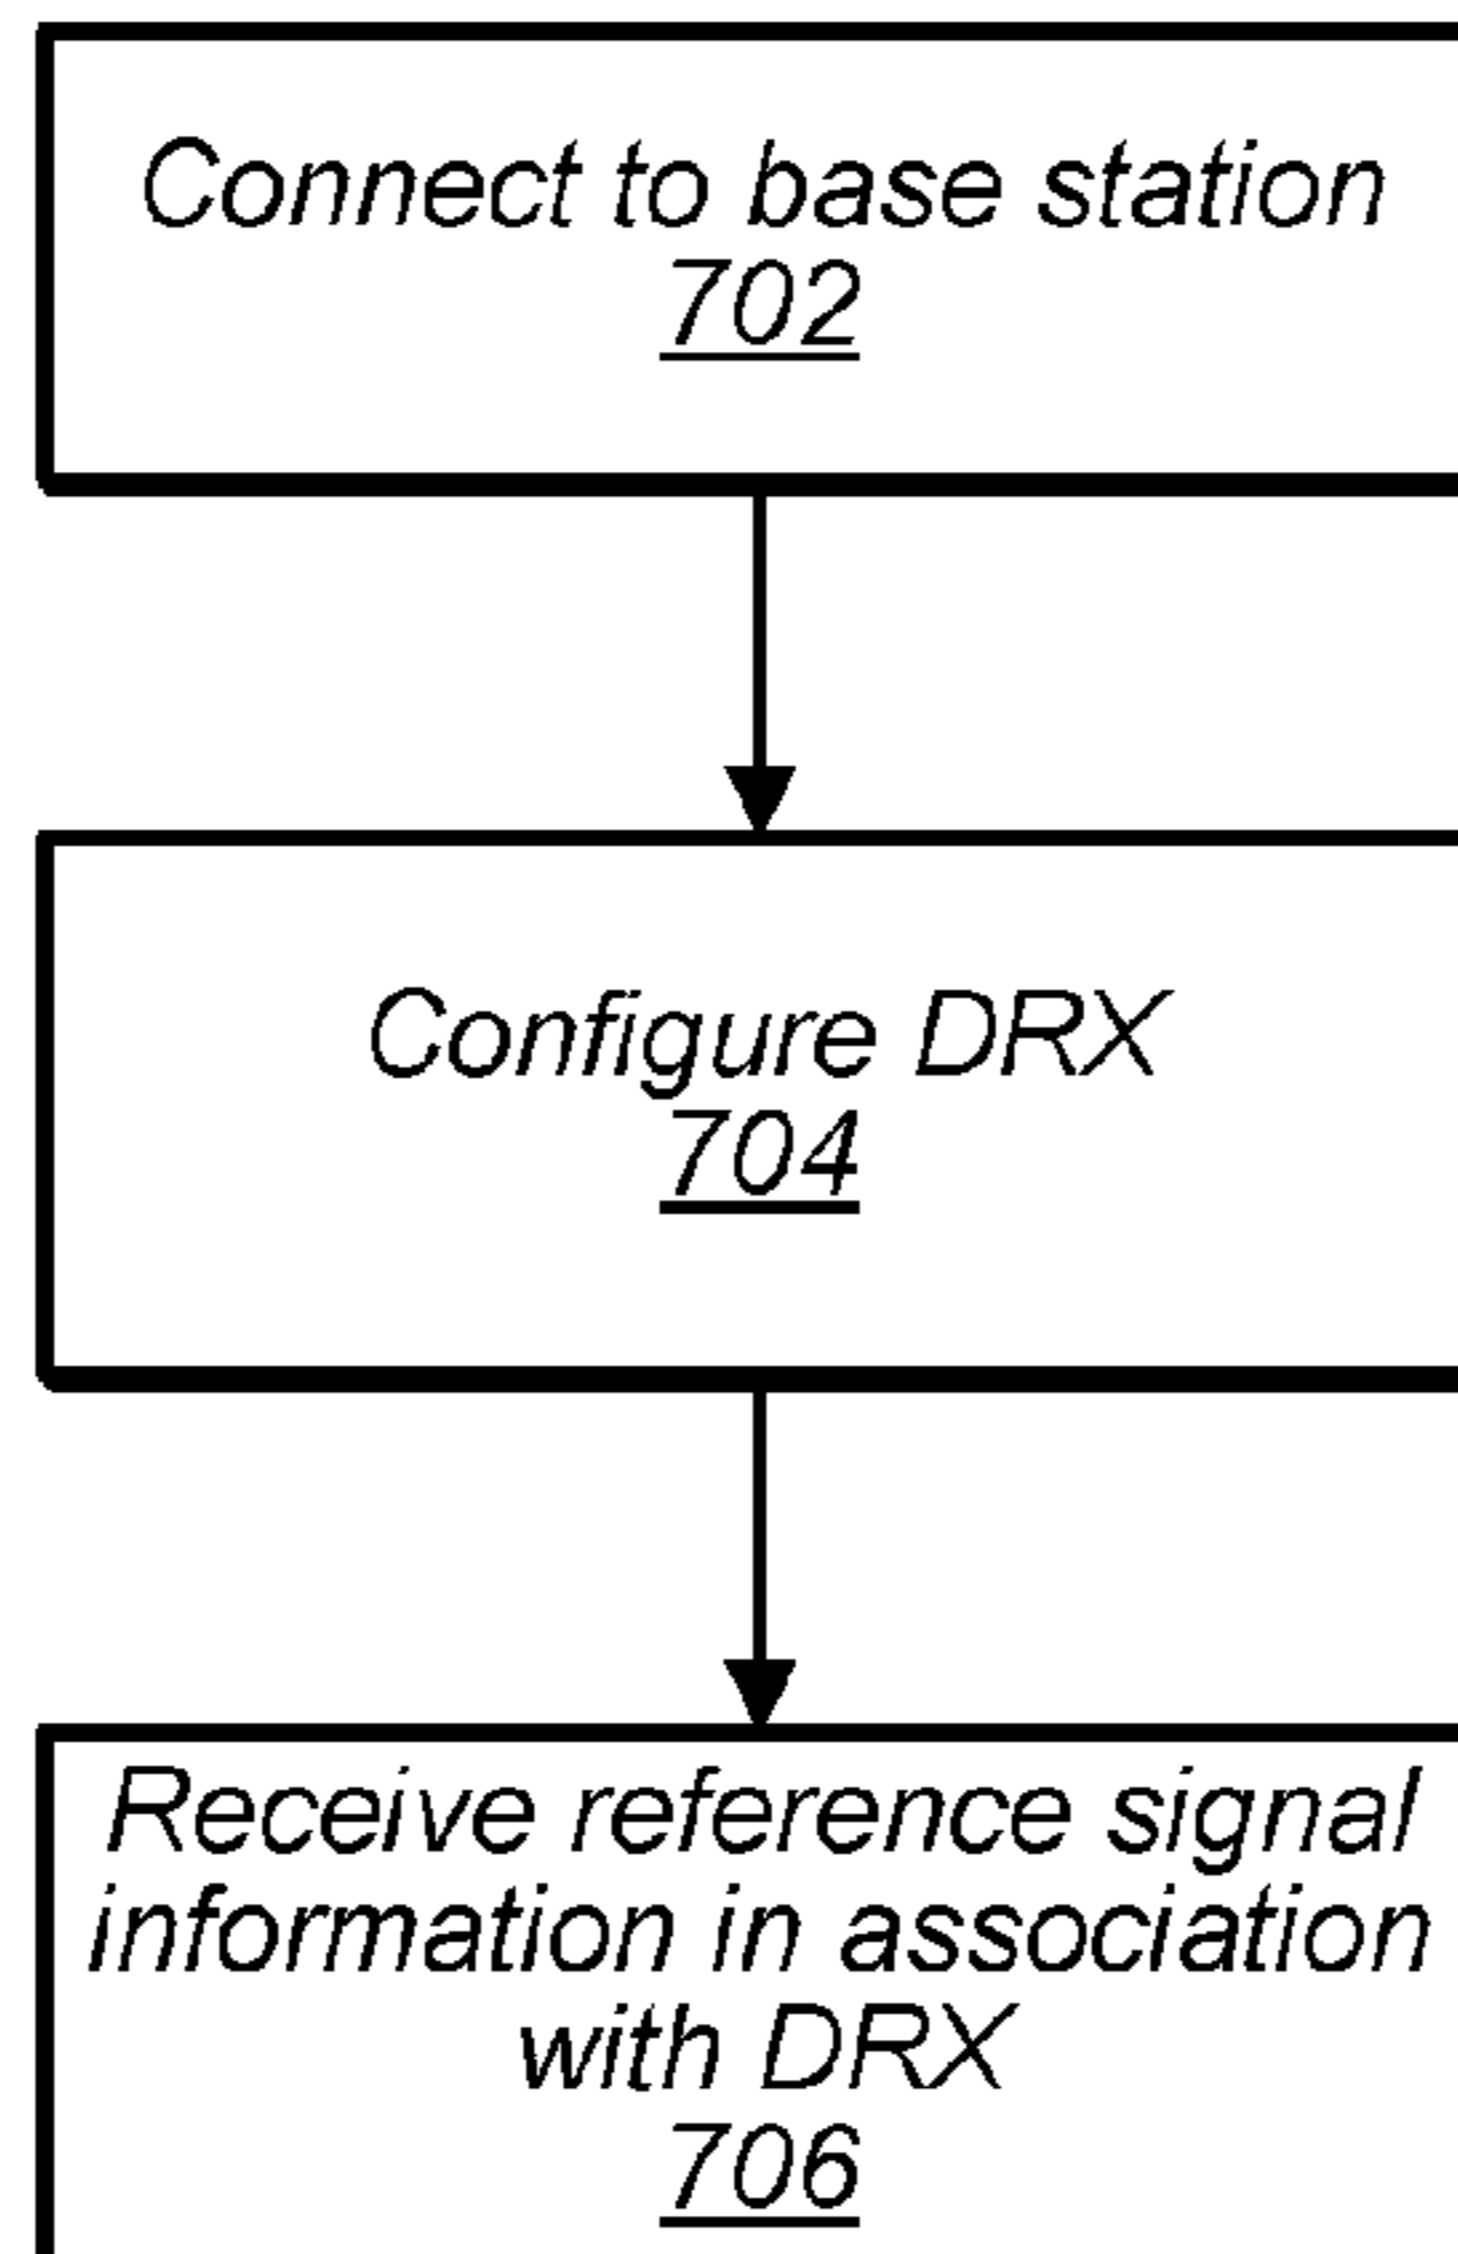 Connect to base station
702
Configure DRX
704
Receive reference signal
information in association
with DRX
706